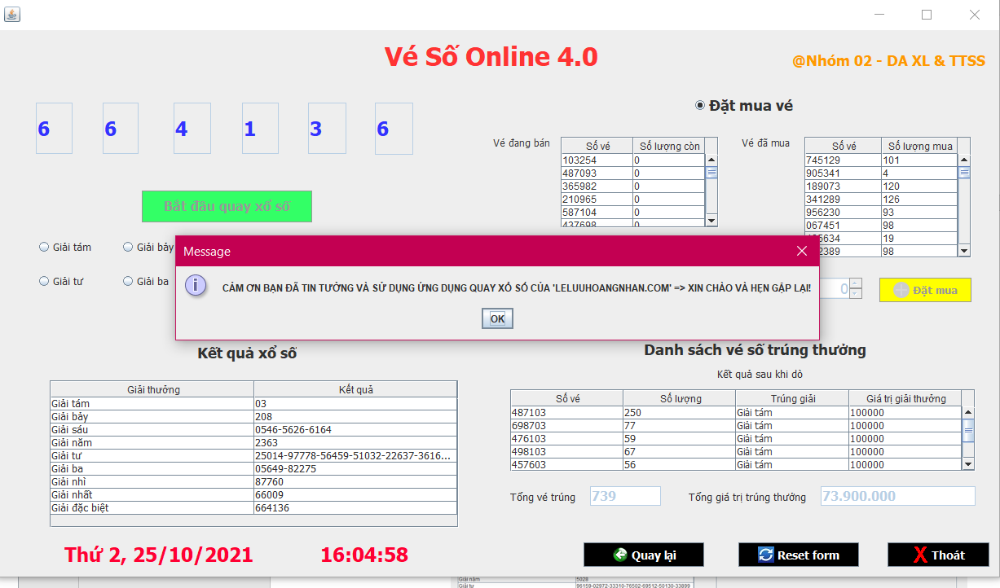 Vé Số Online 4.0
@Nhóm 02 - DA XL & TTSS
6 6 4 1 3 6
Đặt mua vé
Vé đang bán
Số vé Số lượng còn
103254 0
487093 0
365982 0
210965 0
587104 0
437698 0
Vé đã mua
Số vé Số lượng mua
745129 101
905341 4
189073 120
341289 126
956230 93
067451 98
5634 19
2389 98
Bắt đầu quay xổ số
Giải tám Giải bảy
Giải tư Giải ba
0 Đặt mua
Message
CẢM ƠN BẠN ĐÃ TIN TƯỞNG VÀ SỬ DỤNG ỨNG DỤNG QUAY XỔ SỐ CỦA 'LELUUHOANGNHAN.COM' => XIN CHÀO VÀ HẸN GẶP LẠI!
OK
Kết quả xổ số
Giải thưởng Kết quả
Giải tám 03
Giải bảy 208
Giải sáu 0546-5626-6164
Giải năm 2363
Giải tư 25014-97778-56459-51032-22637-3616...
Giải ba 05649-82275
Giải nhì 87760
Giải nhất 66009
Giải đặc biệt 664136
Danh sách vé số trúng thưởng
Kết quả sau khi dò
Số vé Số lượng Trúng giải Giá trị giải thưởng
487103 250 Giải tám 100000
698703 77 Giải tám 100000
476103 59 Giải tám 100000
498103 67 Giải tám 100000
457603 56 Giải tám 100000
Tổng vé trúng 739 Tổng giá trị trúng thưởng 73.900.000
Thứ 2, 25/10/2021 16:04:58
Quay lại Reset form Thoát
Giải năm 5028
Giải tư 96159-02972-33310-76502-69512-50130-33899